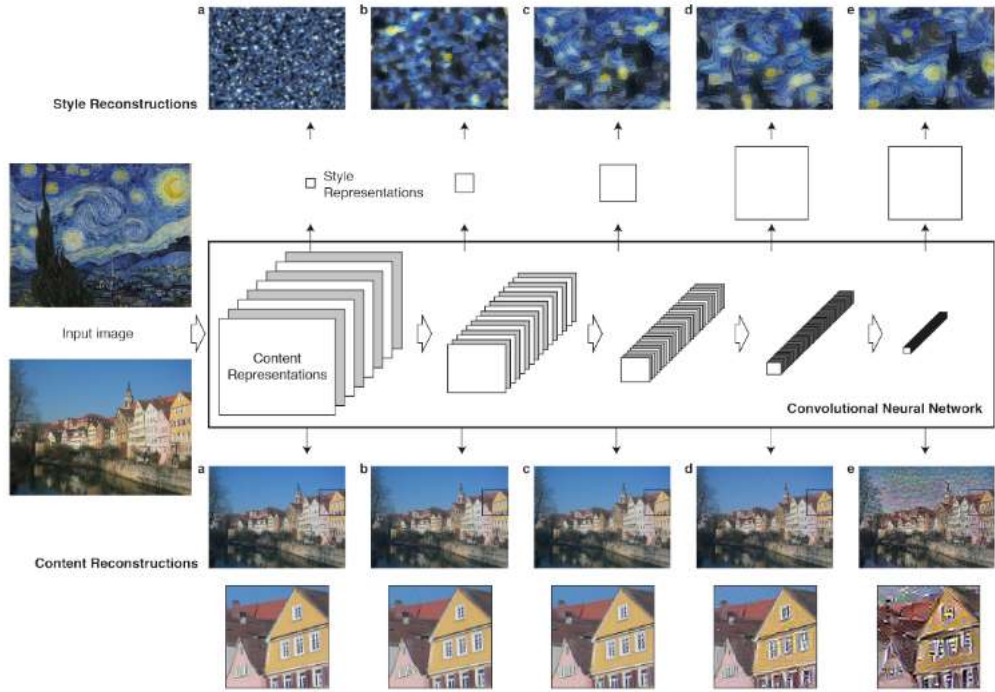 a b c d e
Style Reconstructions
Style
Representations
Input image
Content
Representations
Convolutional Neural Network
a b c d e
Content Reconstructions